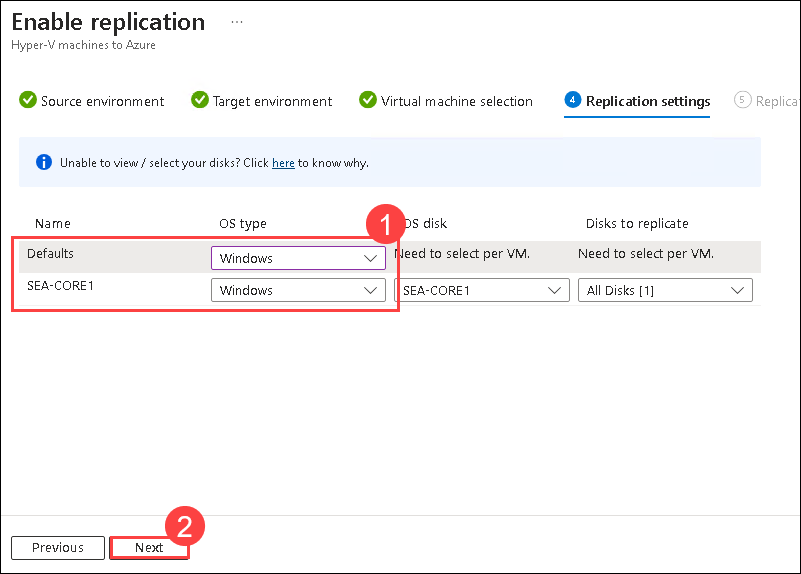 Enable replication ...
Hyper-V machines to Azure
Source environment Target environment Virtual machine selection 4 Replication settings 5 Replica
Unable to view / select your disks? Click here to know why.
Name OS type 1 OS disk Disks to replicate
Defaults Windows Need to select per VM. Need to select per VM.
SEA-CORE1 Windows SEA-CORE1 All Disks [1]
2
Previous Next